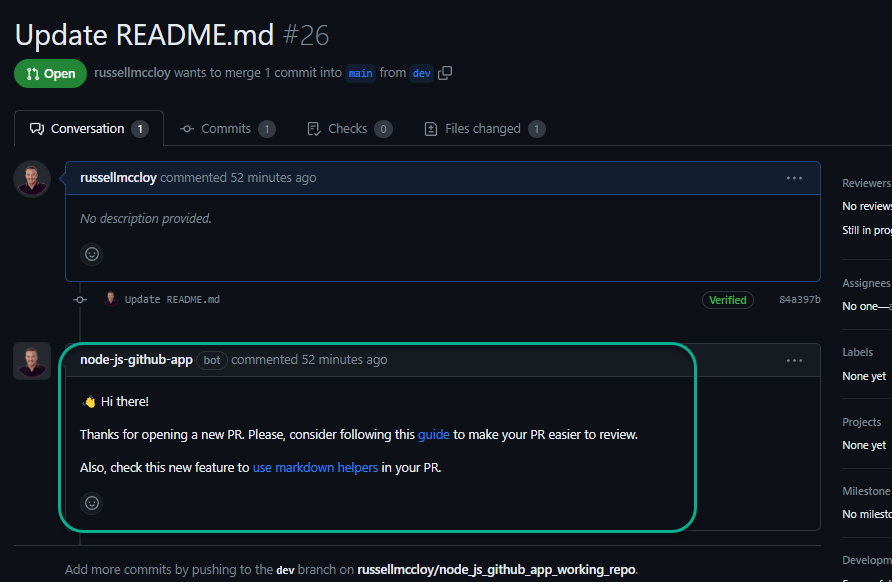 Update README.md #26
Open russellmccloy wants to merge 1 commit into main from dev
Conversation 1 Commits 1 Checks 0 Files changed 1
russellmccloy commented 52 minutes ago
No description provided.
Update README.md Verified 84a397b
node-js-github-app bot commented 52 minutes ago
Hi there!
Thanks for opening a new PR. Please, consider following this guide to make your PR easier to review.
Also, check this new feature to use markdown helpers in your PR.
Add more commits by pushing to the dev branch on russellmccloy/node_js_github_app_working_repo.
Reviewers
No reviews
Still in
Assignees
No one—
Labels
None yet
Projects
None yet
Milestone
No